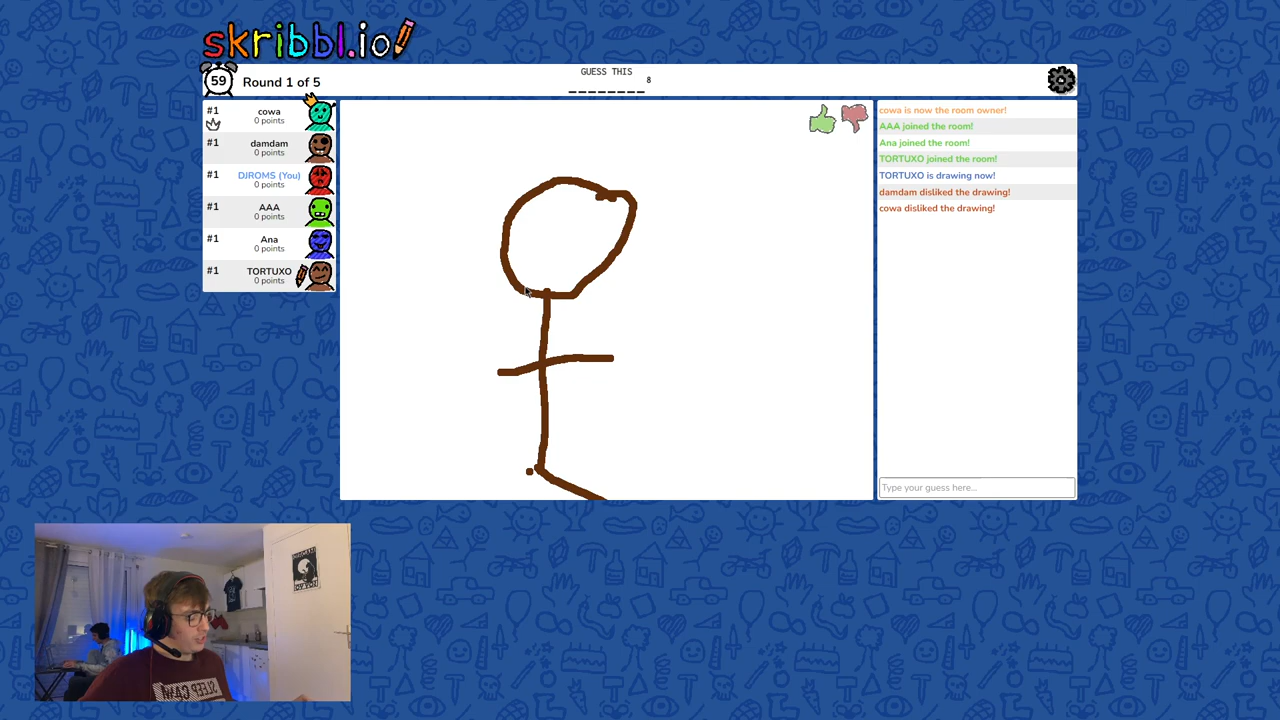 skribbl.io
59
Round 1 of 5
GUESS THIS
________ 8
#1 cowa
0 points
#1 damdam
0 points
#1 DJROMS (You)
0 points
#1 AAA
0 points
#1 Ana
0 points
#1 TORTUXO
0 points
cowa is now the room owner!
AAA joined the room!
Ana joined the room!
TORTUXO joined the room!
TORTUXO is drawing now!
damdam disliked the drawing!
cowa disliked the drawing!
Type your guess here...